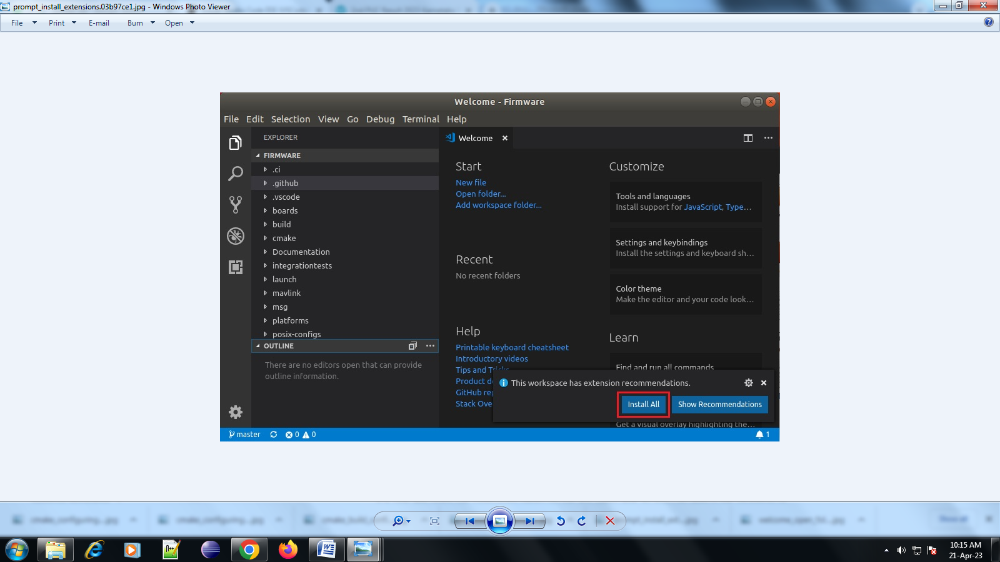 prompt_install_extensions.03b97ce1.jpg - Windows Photo Viewer
File Print E-mail Burn Open
Welcome - Firmware
File Edit Selection View Go Debug Terminal Help
EXPLORER
Welcome
FIRMWARE
.ci
.github
.vscode
boards
build
cmake
Documentation
integrationtests
launch
mavlink
msg
platforms
posix-configs
OUTLINE
There are no editors open that can provide
outline information.
Start
New file
Open folder...
Add workspace folder...
Recent
No recent folders
Help
Printable keyboard cheatsheet
Introductory videos
Tips and Tricks
Product d
GitHub rep
Stack Ove
Customize
Tools and languages
Install support for JavaScript, Type...
Settings and keybindings
Install the settings and keyboard sh...
Color theme
Make the editor and your code look...
Learn
Find and run all commands
This workspace has extension recommendations.
Install All Show Recommendations
Get a visual overlay highlighting the...
master 0 0 1
10:15 AM
21-Apr-23